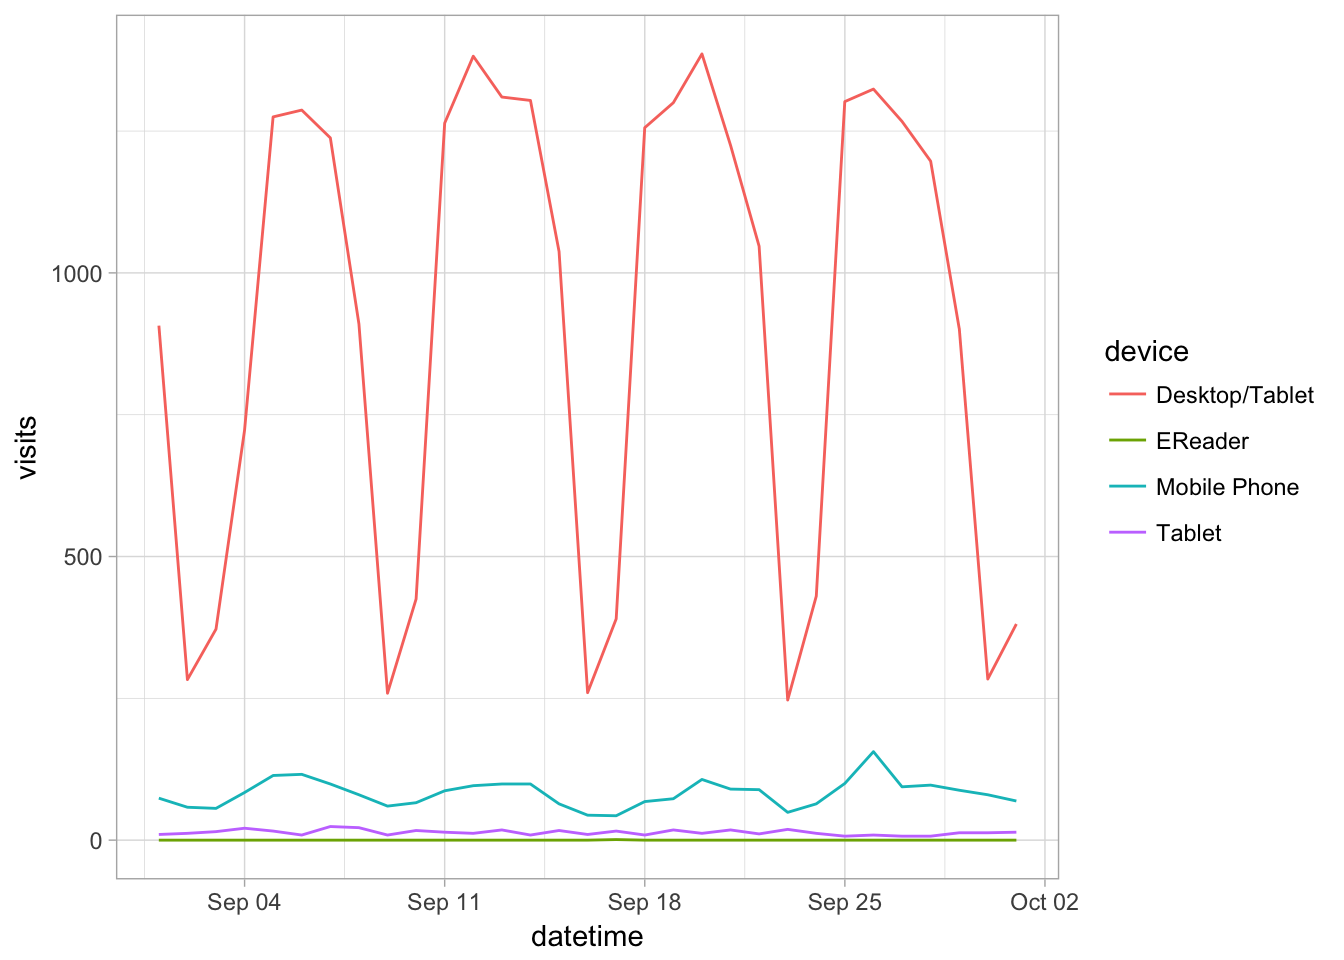 visits
1000
500
0
Sep 04
Sep 11
Sep 18
Sep 25
Oct 02
datetime
device
Desktop/Tablet
EReader
Mobile Phone
Tablet